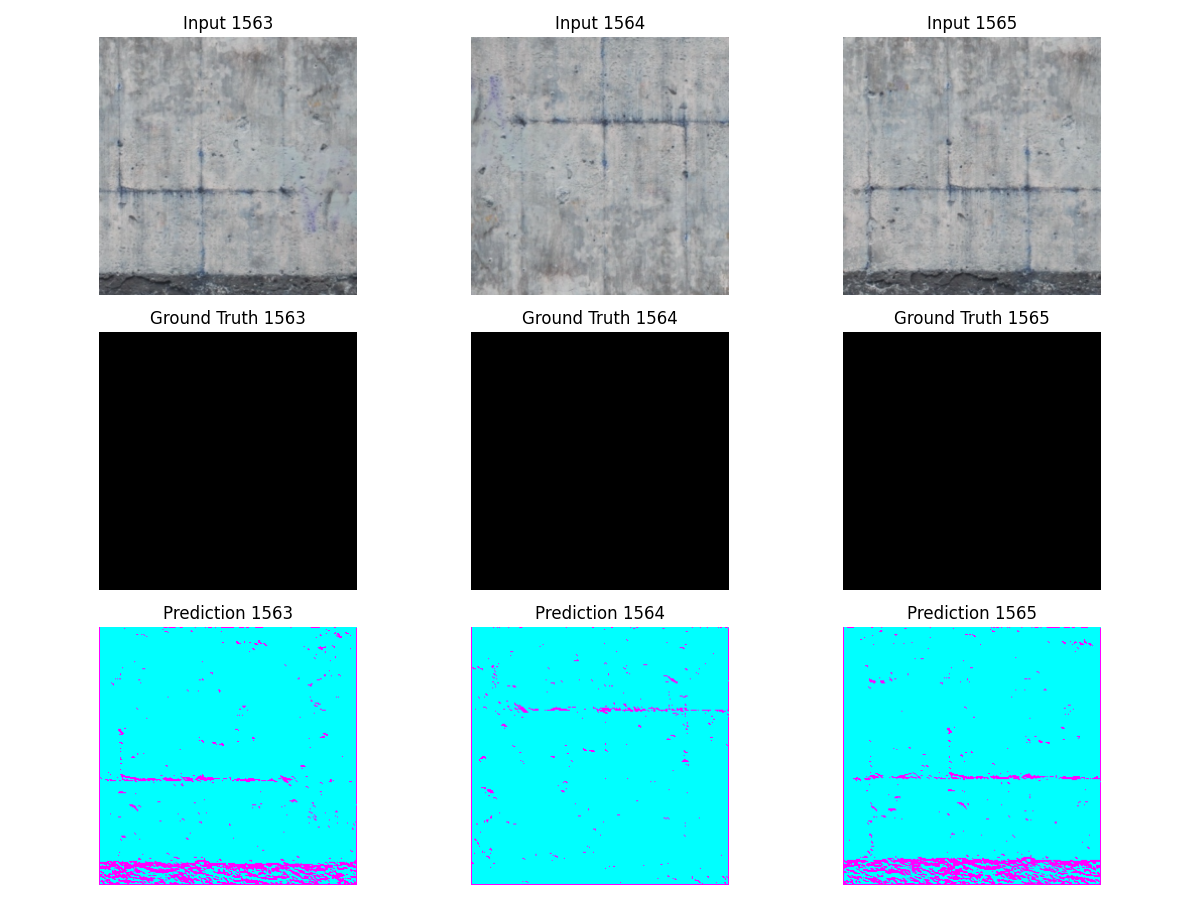 Input 1563
Input 1564
Input 1565
Ground Truth 1563
Ground Truth 1564
Ground Truth 1565
Prediction 1563
Prediction 1564
Prediction 1565